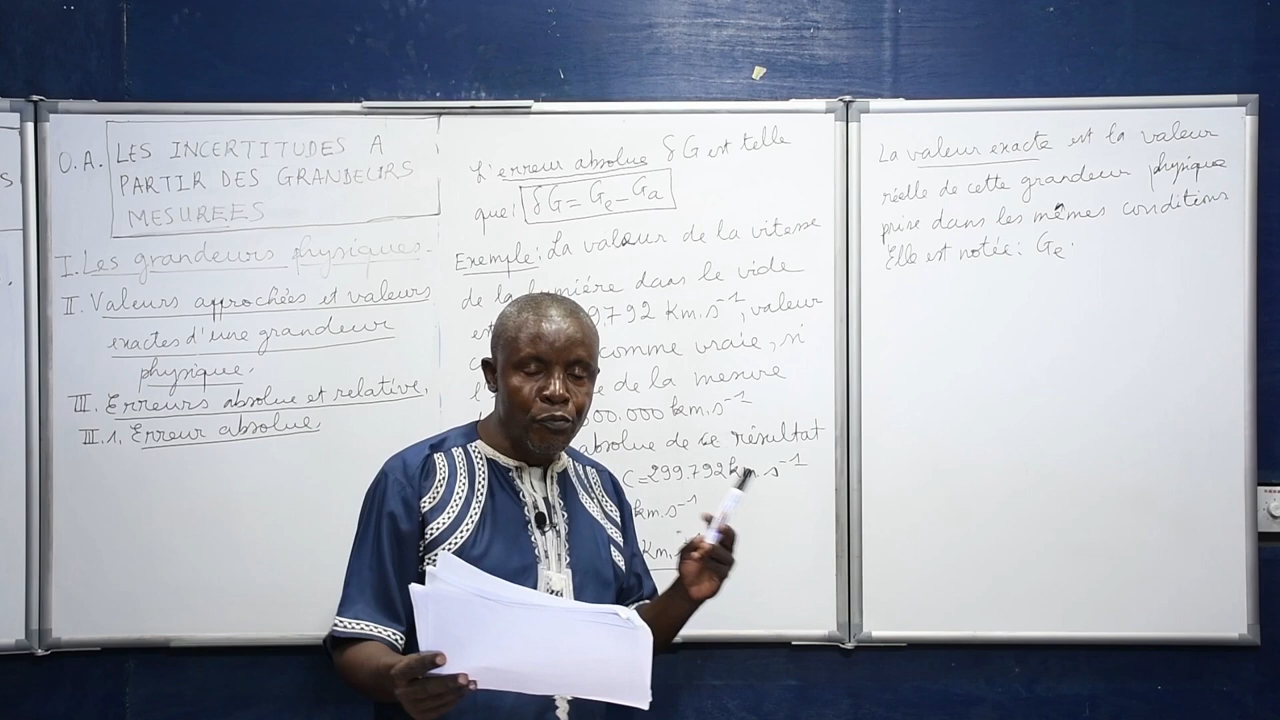 S
O.A. LES INCERTITUDES A
PARTIR DES GRANDEURS
MESUREES
I. Les grandeurs physiques.
II. Valeurs approchées et valeurs
exactes d'une grandeur
physique.
III. Erreurs absolue et relative.
III.1. Erreur absolue.
L'erreur absolue δG est telle
que: δG = Ge - Ga
Exemple: La valeur de la vitesse
de la lumière dans le vide
9.792 Km.s⁻¹, valeur
comme vraie, si
de la mesure
300.000 km.s⁻¹
absolue de ce résultat
C=299.792 km.s⁻¹
km.s⁻¹
Km.
La valeur exacte est la valeur
réelle de cette grandeur physique
prise dans les mêmes conditions
Elle est notée: Ge.